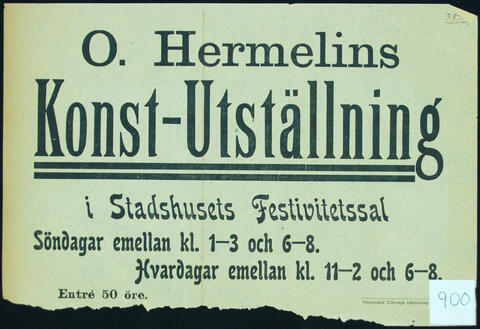 75
O. Hermelins
Konst-Utställning
i Stadshusets Festivitetssal
Söndagar emellan kl. 1–3 och 6–8.
Hvardagar emellan kl. 11–2 och 6–8.
Entré 50 öre.
900